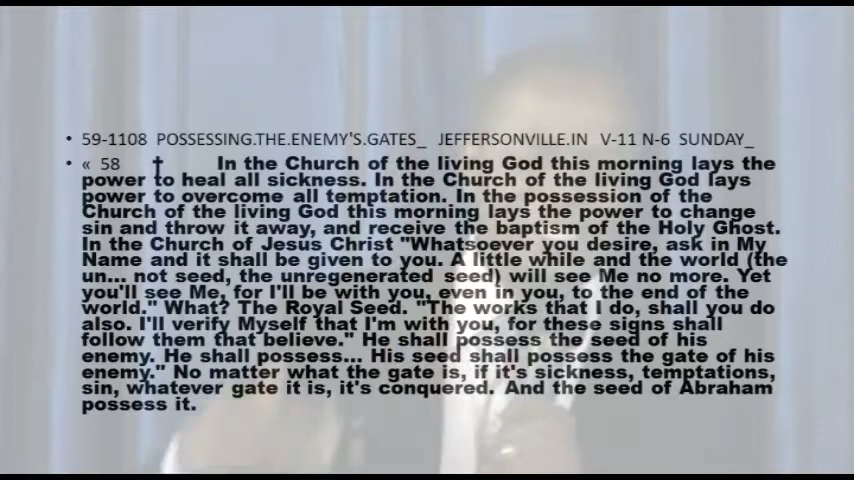 • 59-1108 POSSESSING.THE.ENEMY'S.GATES_ JEFFERSONVILLE.IN V-11 N-6 SUNDAY_
• « 58 † In the Church of the living God this morning lays the
power to heal all sickness. In the Church of the living God lays
power to overcome all temptation. In the possession of the
Church of the living God this morning lays the power to change
sin and throw it away, and receive the baptism of the Holy Ghost.
In the Church of Jesus Christ "Whatsoever you desire, ask in My
Name and it shall be given to you. A little while and the world (the
un... not seed, the unregenerated seed) will see Me no more. Yet
you'll see Me, for I'll be with you, even in you, to the end of the
world." What? The Royal Seed. "The works that I do, shall you do
also. I'll verify Myself that I'm with you, for these signs shall
follow them that believe." He shall possess the seed of his
enemy. He shall possess... His seed shall possess the gate of his
enemy." No matter what the gate is, if it's sickness, temptations,
sin, whatever gate it is, it's conquered. And the seed of Abraham
possess it.